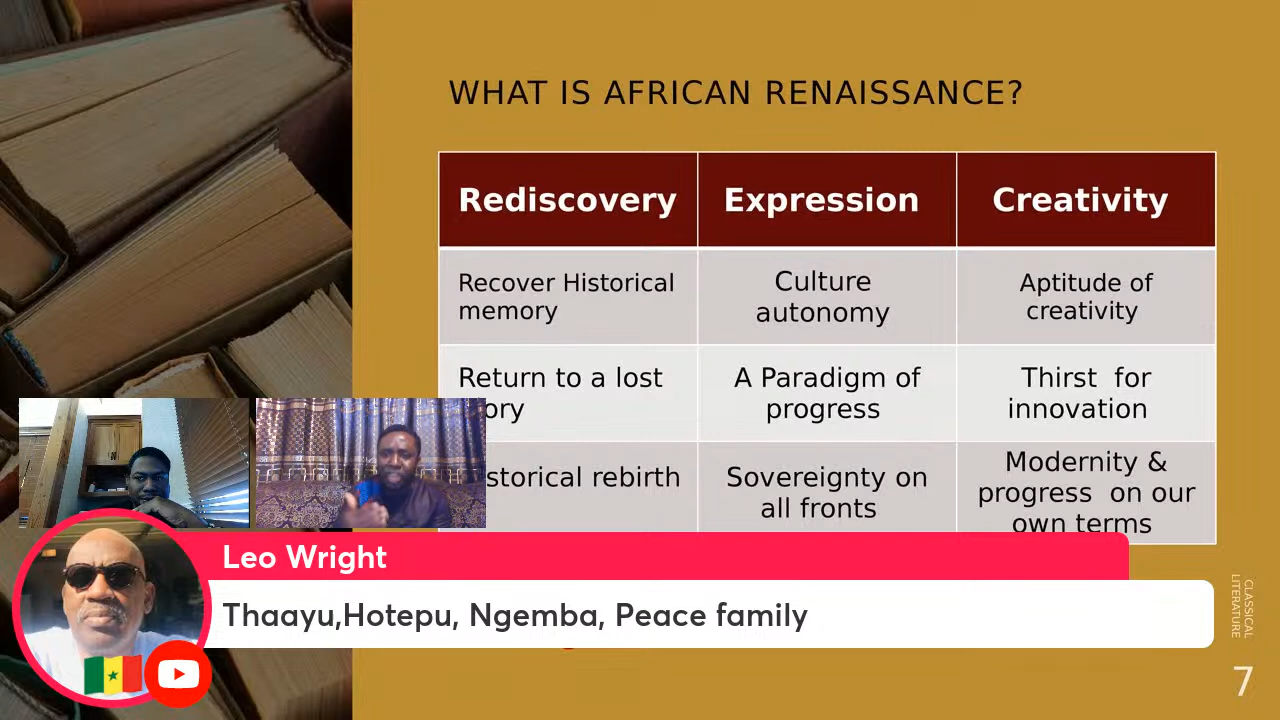 WHAT IS AFRICAN RENAISSANCE?
Rediscovery
Expression
Creativity
Recover Historical
memory
Culture
autonomy
Aptitude of
creativity
Return to a lost
A Paradigm of
progress
Thirst for
innovation
rebirth
Sovereignty on
all fronts
Modernity &
progress on our
own terms
Leo Wright
Thaayu,Hotepu, Ngemba, Peace family
CLASSICAL
LITERATURE
7